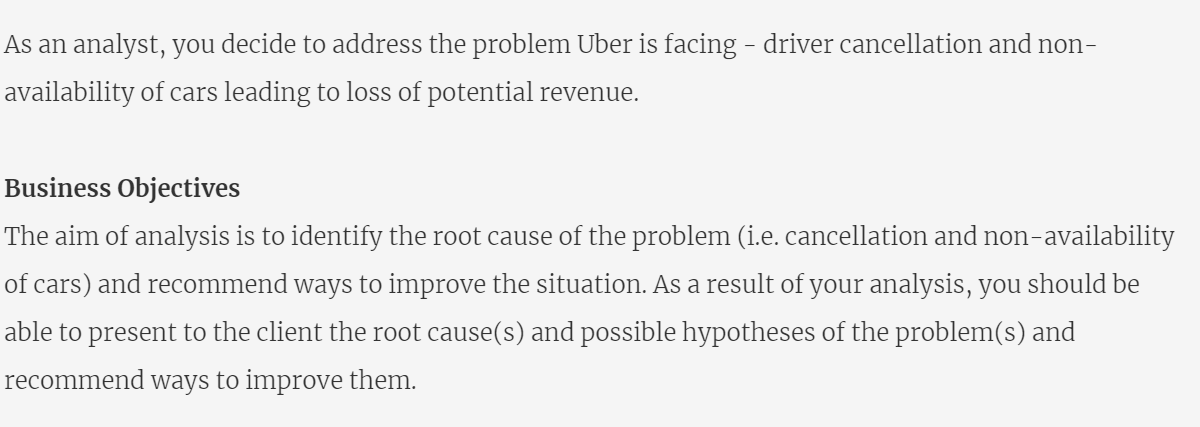 As an analyst, you decide to address the problem Uber is facing - driver cancellation and non-
availability of cars leading to loss of potential revenue.
Business Objectives
The aim of analysis is to identify the root cause of the problem (i.e. cancellation and non-availability
of cars) and recommend ways to improve the situation. As a result of your analysis, you should be
able to present to the client the root cause(s) and possible hypotheses of the problem(s) and
recommend ways to improve them.